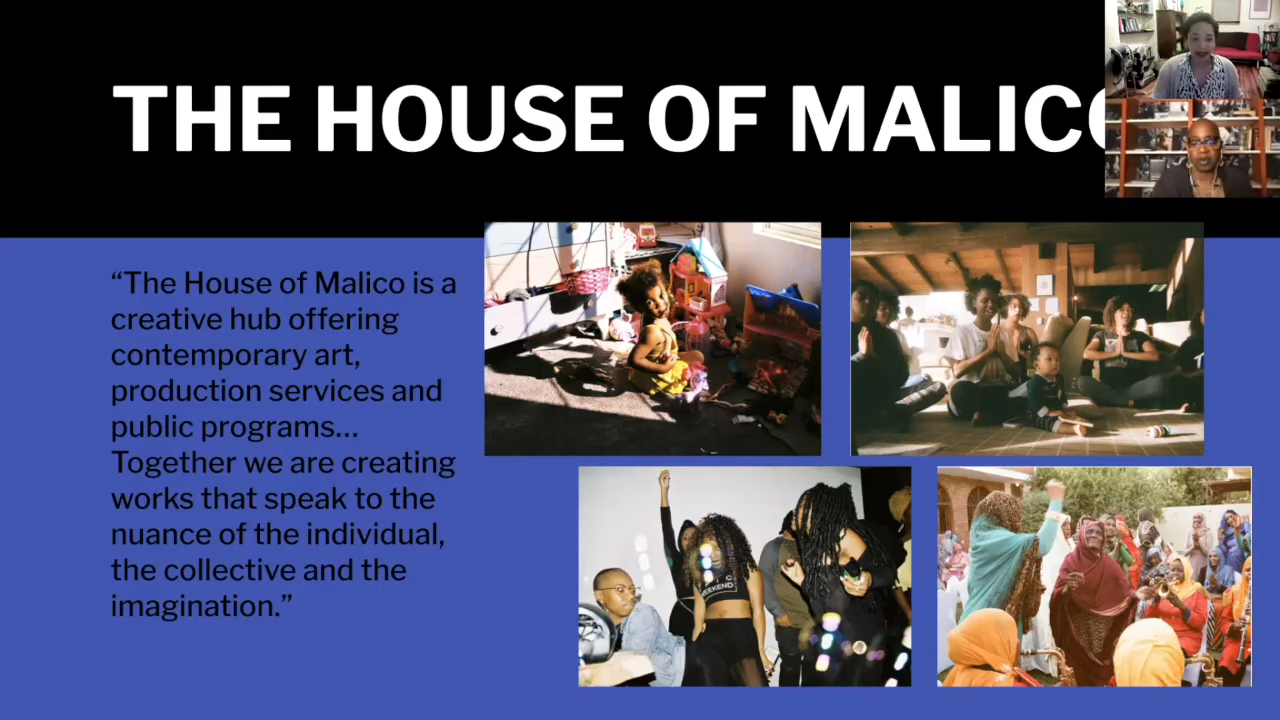 THE HOUSE OF MALICO
“The House of Malico is a
creative hub offering
contemporary art,
production services and
public programs...
Together we are creating
works that speak to the
nuance of the individual,
the collective and the
imagination.”
WEEKEND